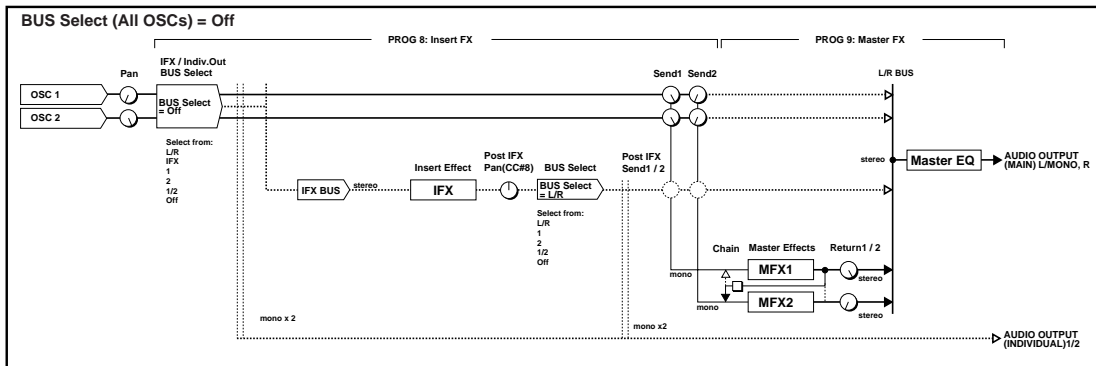 BUS Select (All OSCs) = Off
PROG 8: Insert FX
PROG 9: Master FX
Pan
IFX / Indiv.Out
BUS Select
Send1
Send2
L/R BUS
OSC 1
OSC 2
BUS Select
= Off
Select from:
L/R
IFX
1
2
1/2
Off
stereo
Master EQ
AUDIO OUTPUT
(MAIN) L/MONO, R
Insert Effect
Post IFX
Pan(CC#8)
BUS Select
Post IFX
Send1 / 2
IFX BUS
stereo
IFX
BUS Select
= L/R
Select from:
L/R
1
2
1/2
Off
Chain
Master Effects
Return1 / 2
mono
MFX1
stereo
mono
MFX2
stereo
mono x 2
mono x2
AUDIO OUTPUT
(INDIVIDUAL)1/2